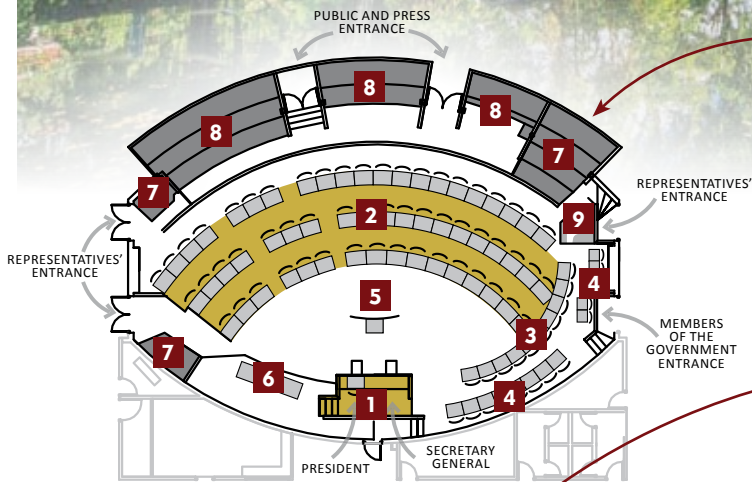 PUBLIC AND PRESS
ENTRANCE
8
8
8
7
7
REPRESENTATIVES'
ENTRANCE
9
2
REPRESENTATIVES'
ENTRANCE
4
5
3
MEMBERS
OF THE
GOVERNMENT
ENTRANCE
7
6
1
4
PRESIDENT
SECRETARY
GENERAL